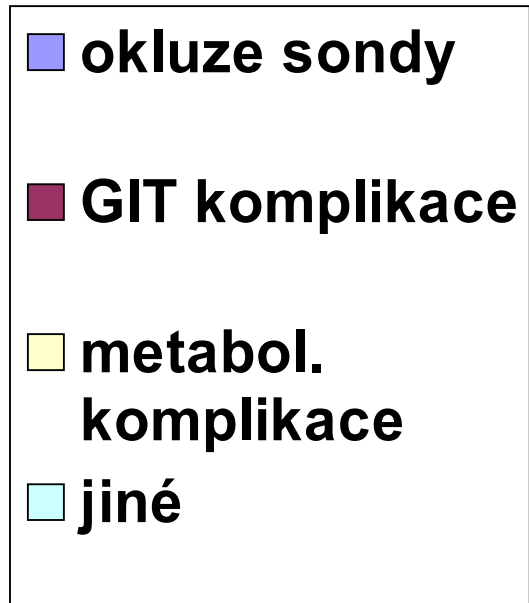 okluze sondy
GIT komplikace
metabol.
komplikace
jiné